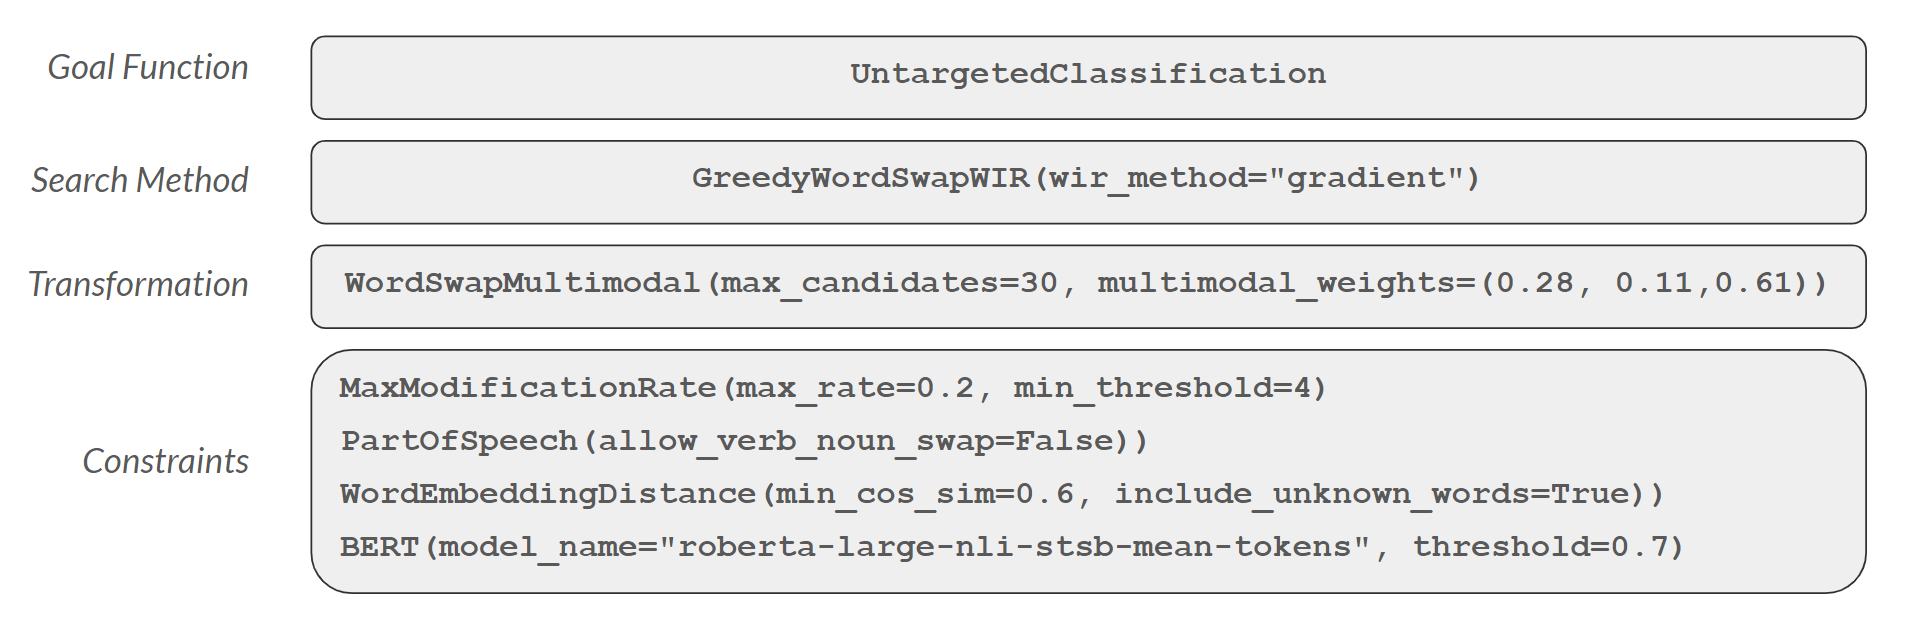 Goal Function
UntargetedClassification
Search Method
GreedyWordSwapWIR(wir_method="gradient")
Transformation
WordSwapMultimodal(max_candidates=30, multimodal_weights=(0.28, 0.11,0.61))
Constraints
MaxModificationRate(max_rate=0.2, min_threshold=4)
PartOfSpeech(allow_verb_noun_swap=False))
WordEmbeddingDistance(min_cos_sim=0.6, include_unknown_words=True))
BERT(model_name="roberta-large-nli-stsb-mean-tokens", threshold=0.7)